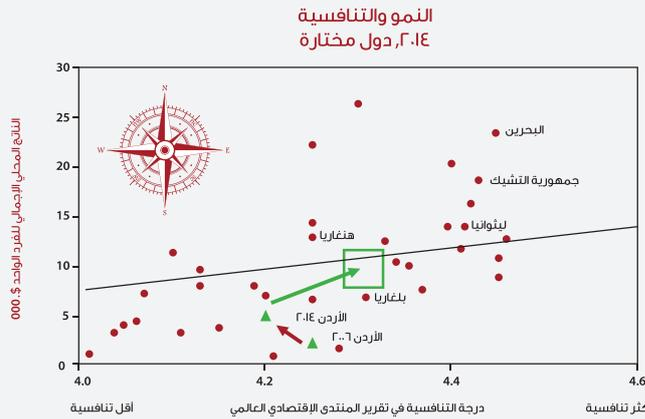 النمو والتنافسية
٢٠١٤, دول مختارة
الناتج المحلي الإجمالي للفرد الواحد $، 000
30
25
20
15
10
5
0
N
W
E
S
البحرين
جمهورية التشيك
ليثوانيا
هنغاريا
بلغاريا
الأردن ٢٠١٤
الأردن ٢٠٠٦
4.0
4.2
4.4
4.6
أقل تنافسية
درجة التنافسية في تقرير المنتدى الإقتصادي العالمي
كثر تنافسية